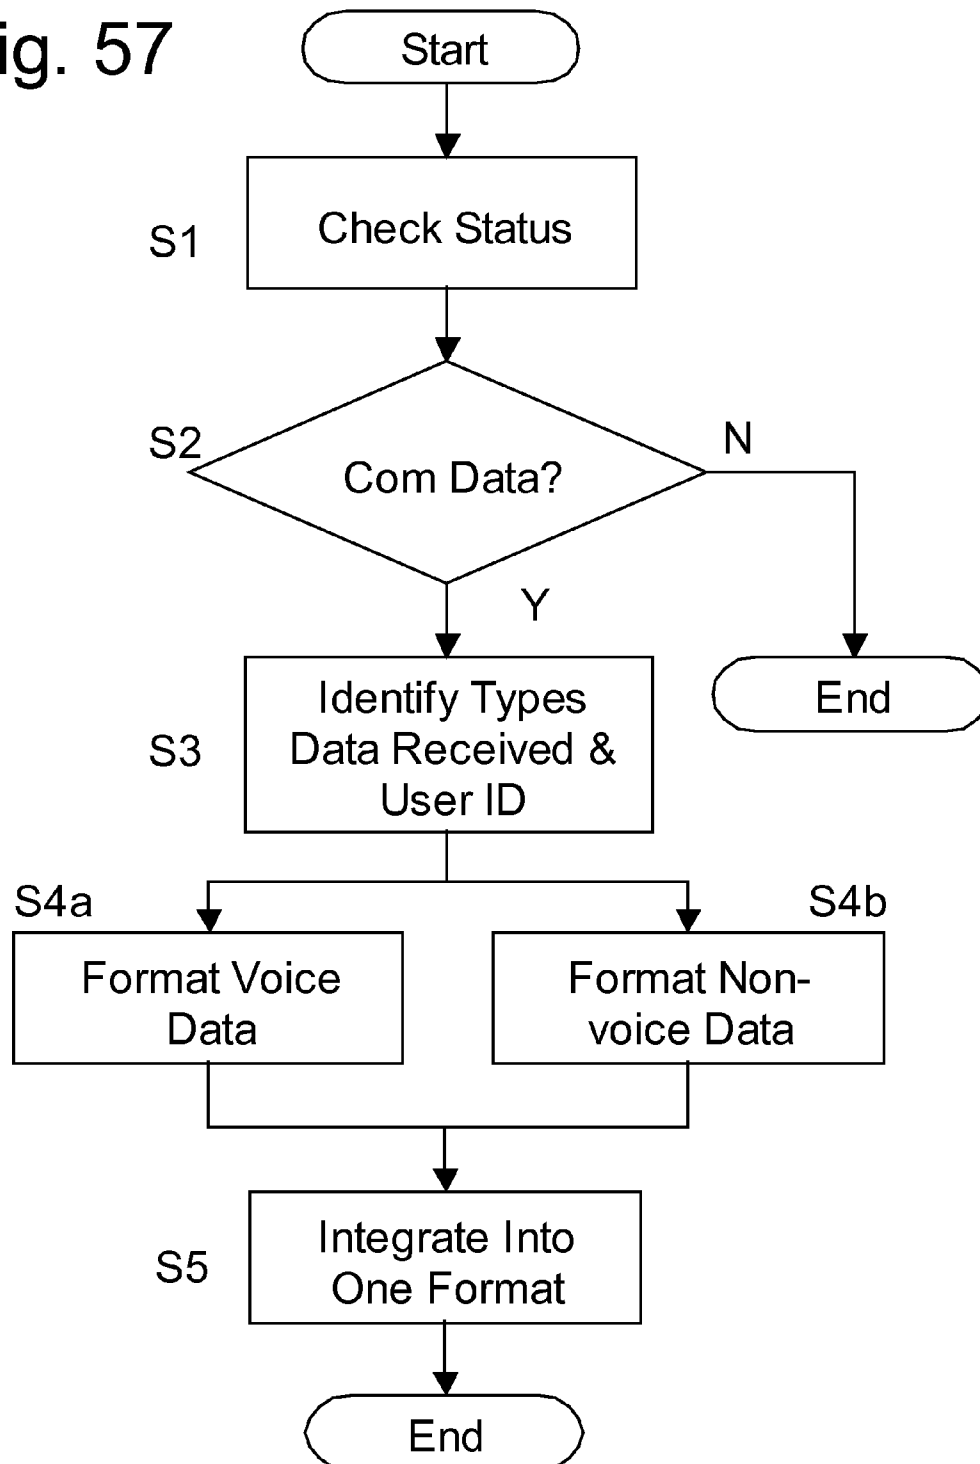 ig. 57
Start
S1
Check Status
S2
Com Data?
N
Y
Identify Types
Data Received &
User ID
S3
End
S4a
S4b
Format Voice
Data
Format Non-
voice Data
S5
Integrate Into
One Format
End